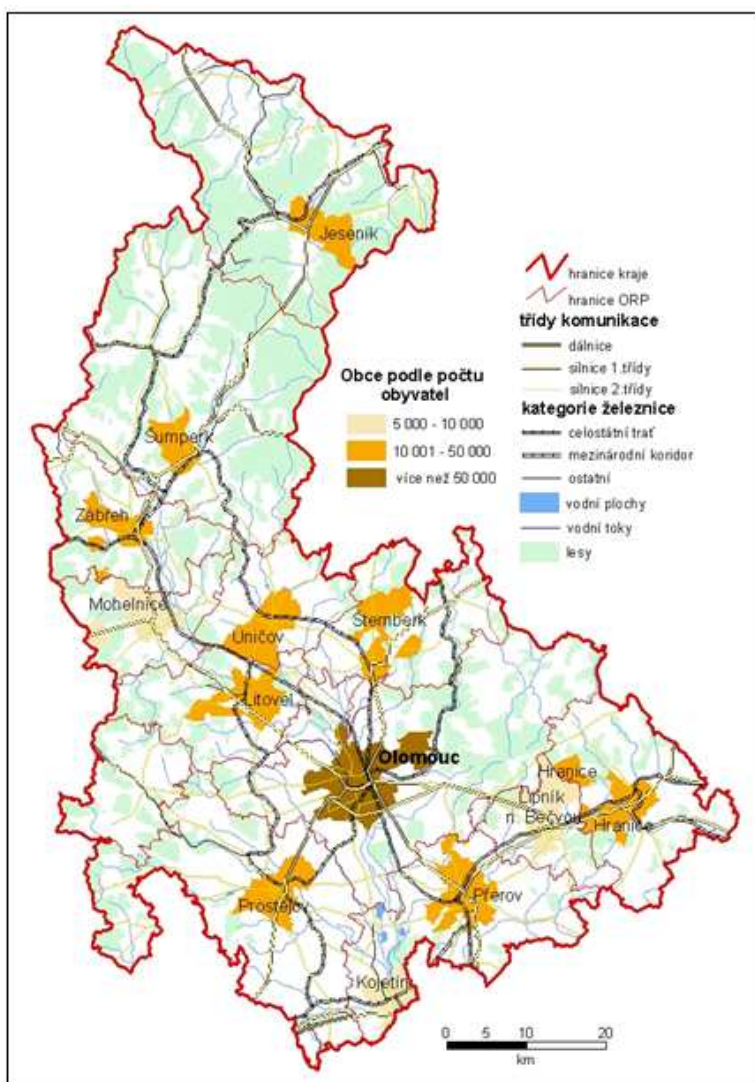 Jeseník
hranice kraje
hranice ORP
třídy komunikace
dálnice
silnice 1.třídy
silnice 2.třídy
kategorie železnice
celostátní trať
mezinárodní koridor
ostatní
vodní plochy
vodní toky
lesy
Obce podle počtu
obyvatel
5 000 - 10 000
10 001 - 50 000
více než 50 000
Šumperk
Zábřeh
Mohelnice
Uničov
Šternberk
Litovel
Olomouc
Hranice
Lipník
n. Bečvou
Hranice
Prostějov
Přerov
Kojetín
0 5 10 20
km